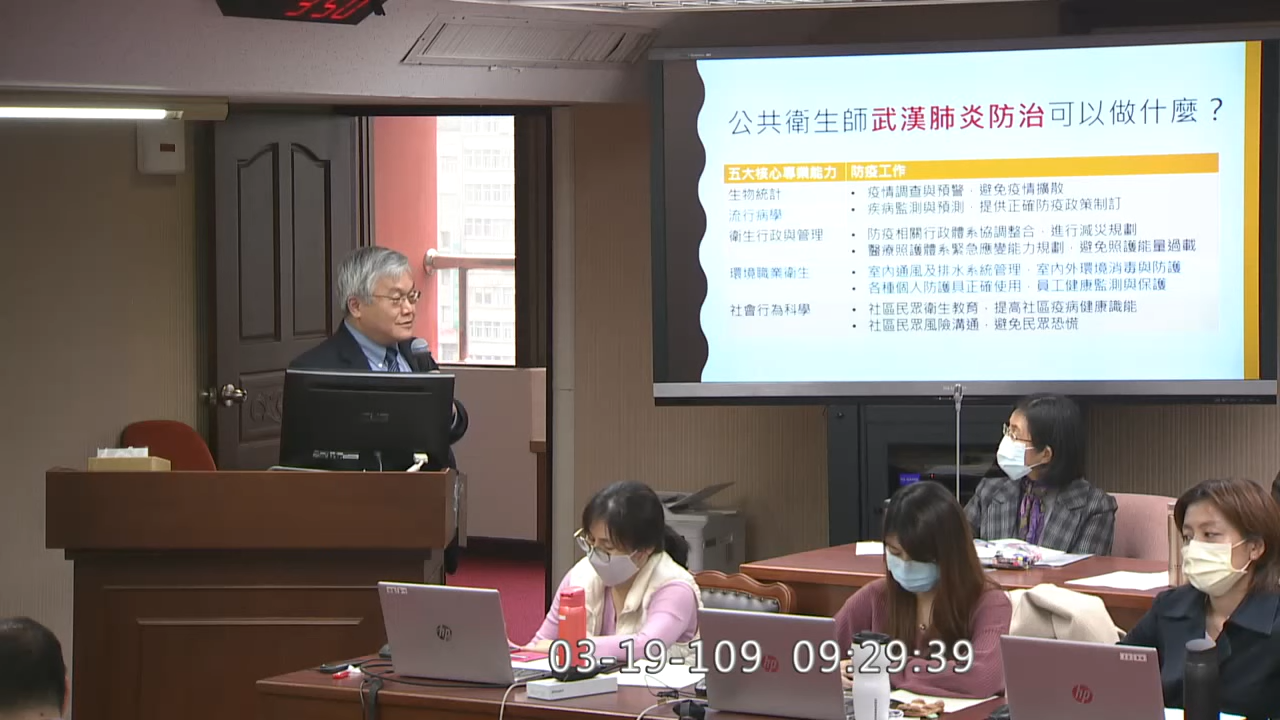 350
公共衛生師武漢肺炎防治可以做什麼？
五大核心專業能力 防疫工作
生物統計
流行病學
• 疫情調查與預警，避免疫情擴散
• 疾病監測與預測，提供正確防疫政策制訂
衛生行政與管理
• 防疫相關行政體系協調整合，進行減災規劃
• 醫療照護體系緊急應變能力規劃，避免照護能量過載
環境職業衛生
• 室內通風及排水系統管理，室內外環境消毒與防護
• 各種個人防護具正確使用，員工健康監測與保護
社會行為科學
• 社區民眾衛生教育，提高社區疫病健康識能
• 社區民眾風險溝通，避免民眾恐慌
ASUS
hp
hp
hp
03-19-109 09:29:39